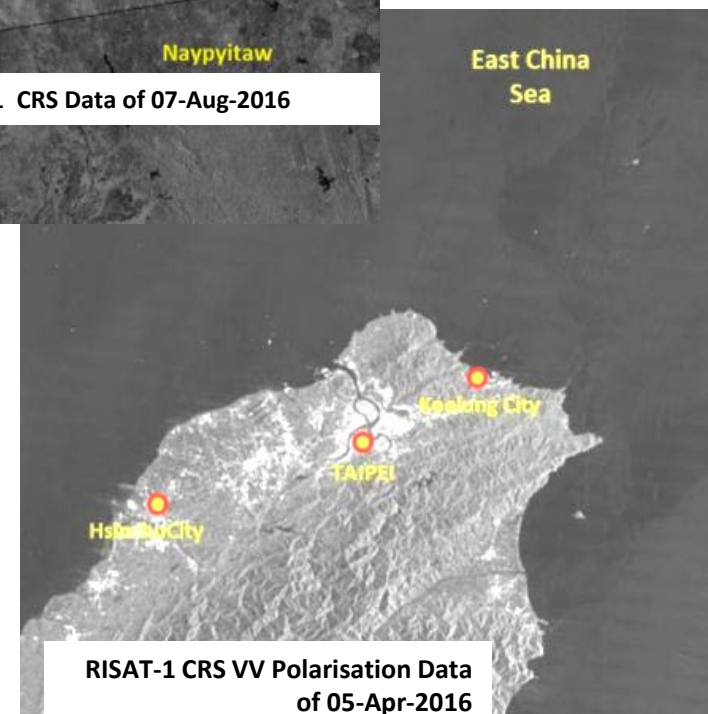 Naypyitaw
CRS Data of 07-Aug-2016
East China
Sea
Keelung City
TAIPEI
City
RISAT-1 CRS VV Polarisation Data
of 05-Apr-2016